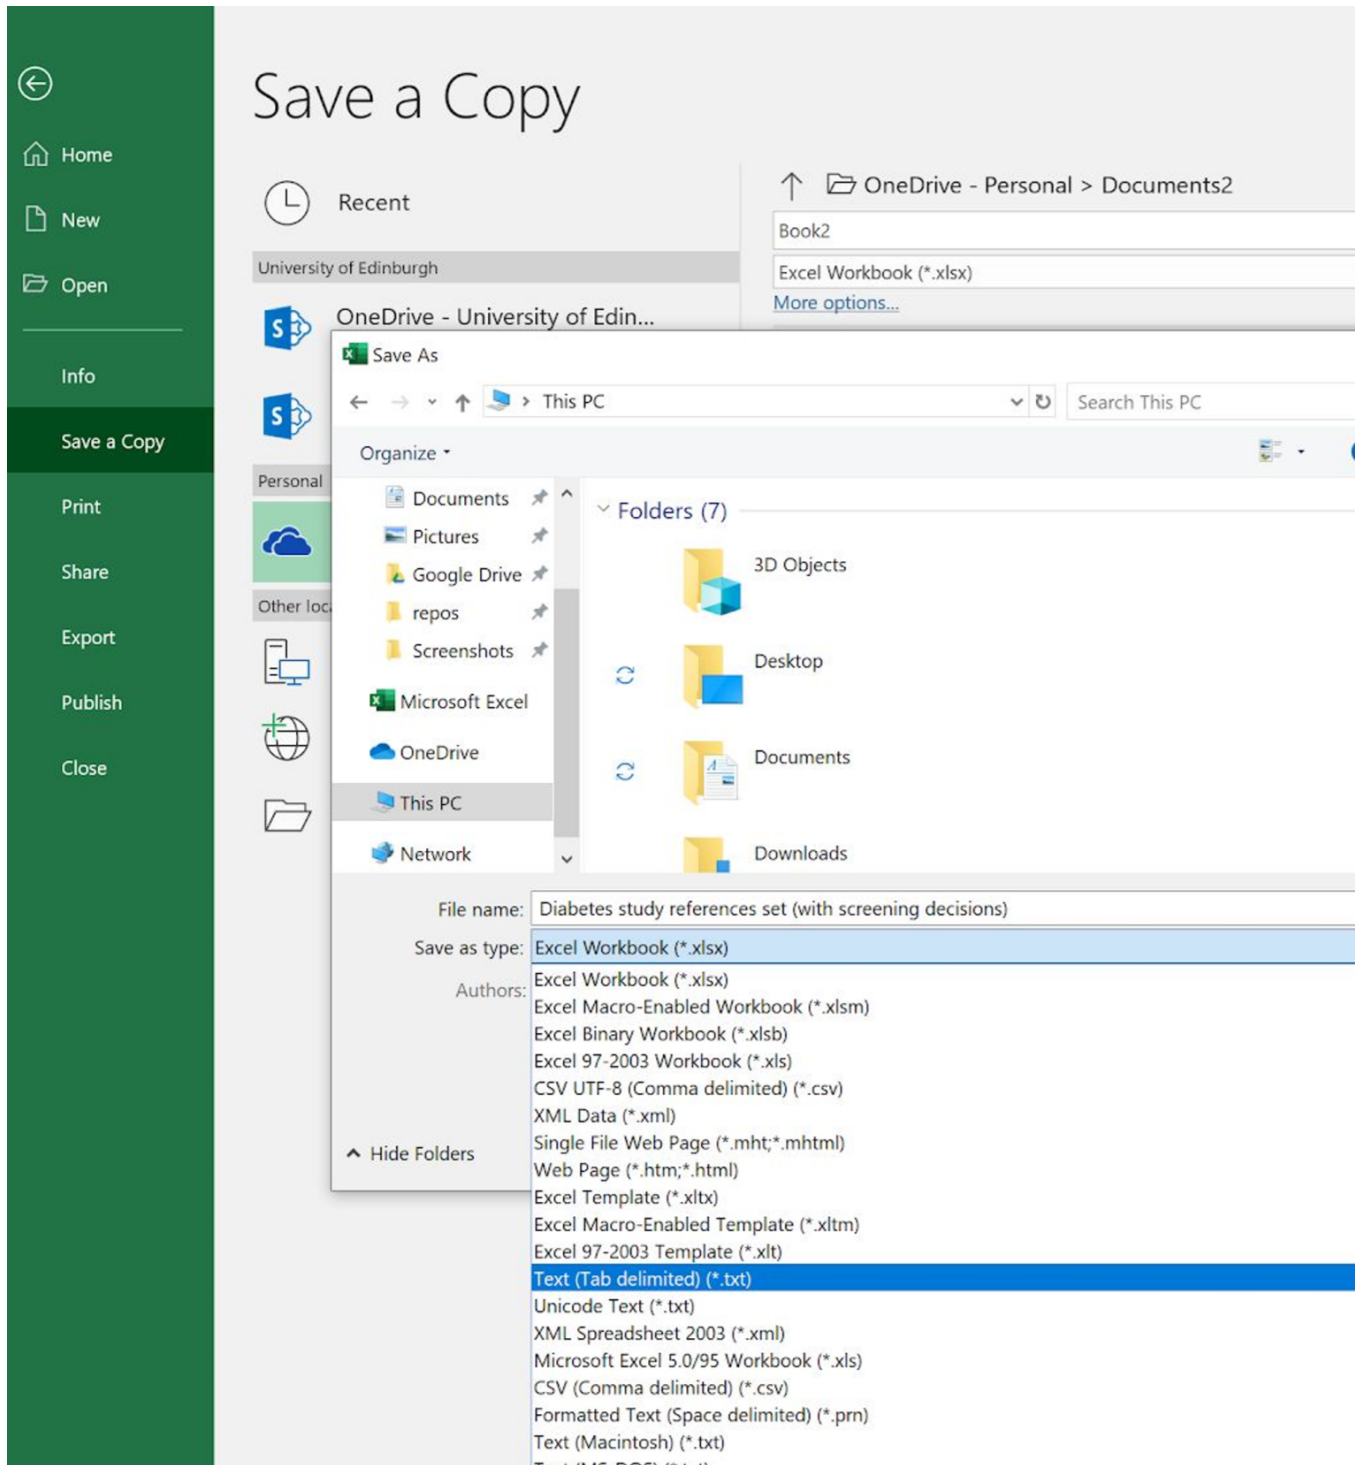 Save a Copy
Home
New
Open
Info
Save a Copy
Print
Share
Export
Publish
Close
Recent
University of Edinburgh
OneDrive - University of Edin...
Personal
Other loc
OneDrive - Personal > Documents2
Book2
Excel Workbook (*.xlsx)
More options...
Save As
This PC
Search This PC
Organize
Documents
Pictures
Google Drive
repos
Screenshots
Microsoft Excel
OneDrive
This PC
Network
Folders (7)
3D Objects
Desktop
Documents
Downloads
File name: Diabetes study references set (with screening decisions)
Save as type: Excel Workbook (*.xlsx)
Authors:
Excel Workbook (*.xlsx)
Excel Macro-Enabled Workbook (*.xlsm)
Excel Binary Workbook (*.xlsb)
Excel 97-2003 Workbook (*.xls)
CSV UTF-8 (Comma delimited) (*.csv)
XML Data (*.xml)
Single File Web Page (*.mht;*.mhtml)
Web Page (*.htm;*.html)
Excel Template (*.xltx)
Excel Macro-Enabled Template (*.xltm)
Excel 97-2003 Template (*.xlt)
Text (Tab delimited) (*.txt)
Unicode Text (*.txt)
XML Spreadsheet 2003 (*.xml)
Microsoft Excel 5.0/95 Workbook (*.xls)
CSV (Comma delimited) (*.csv)
Formatted Text (Space delimited) (*.prn)
Text (Macintosh) (*.txt)
Hide Folders